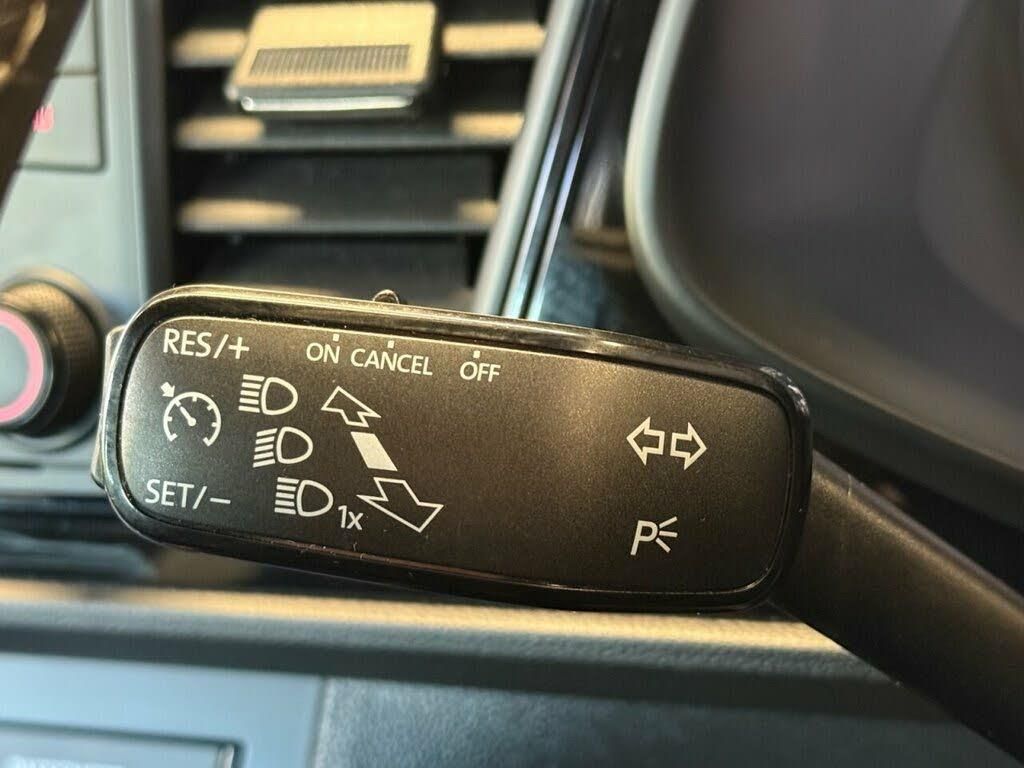 RES/+
ON CANCEL OFF
SET/−
1x
P